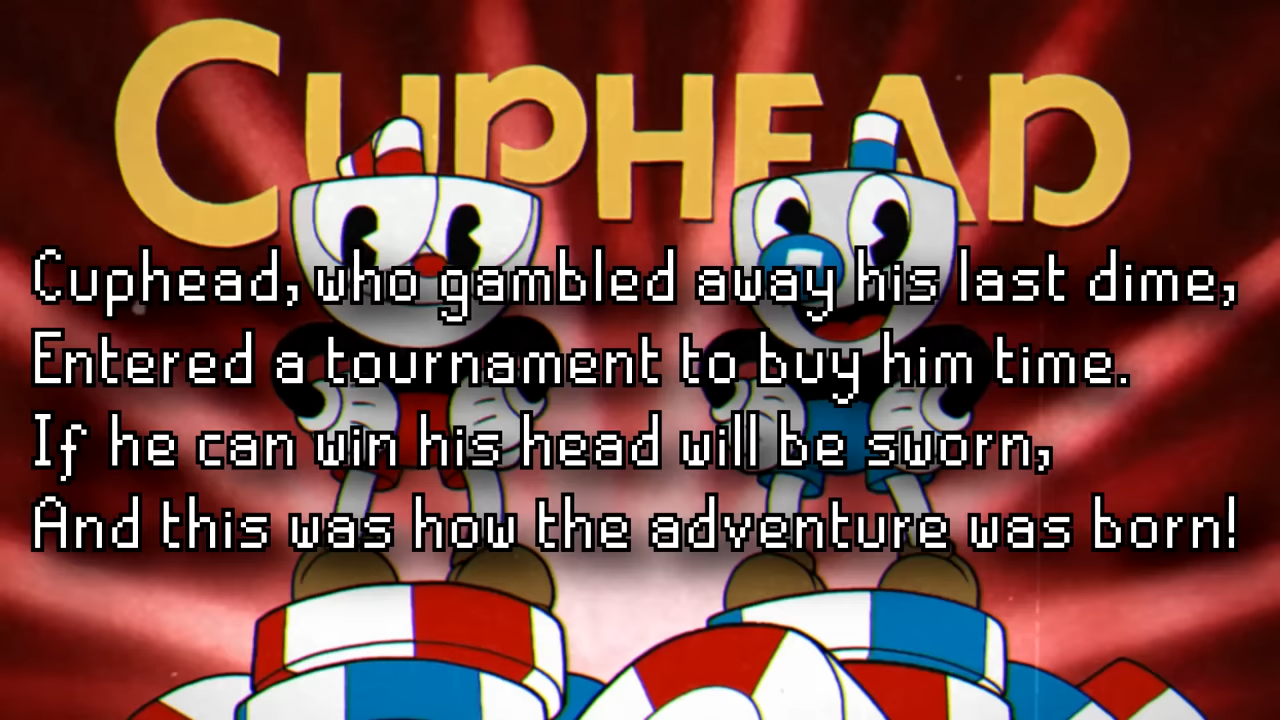 CUPHEAD
Cuphead, who gambled away his last dime,
Entered a tournament to buy him time.
If he can win his head will be sworn,
And this was how the adventure was born!